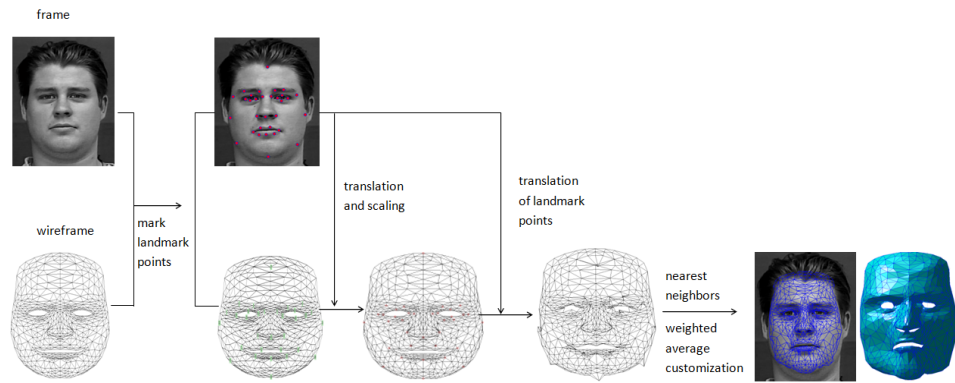 frame
wireframe
mark
landmark
points
translation
and scaling
translation
of landmark
points
nearest
neighbors
weighted
average
customization